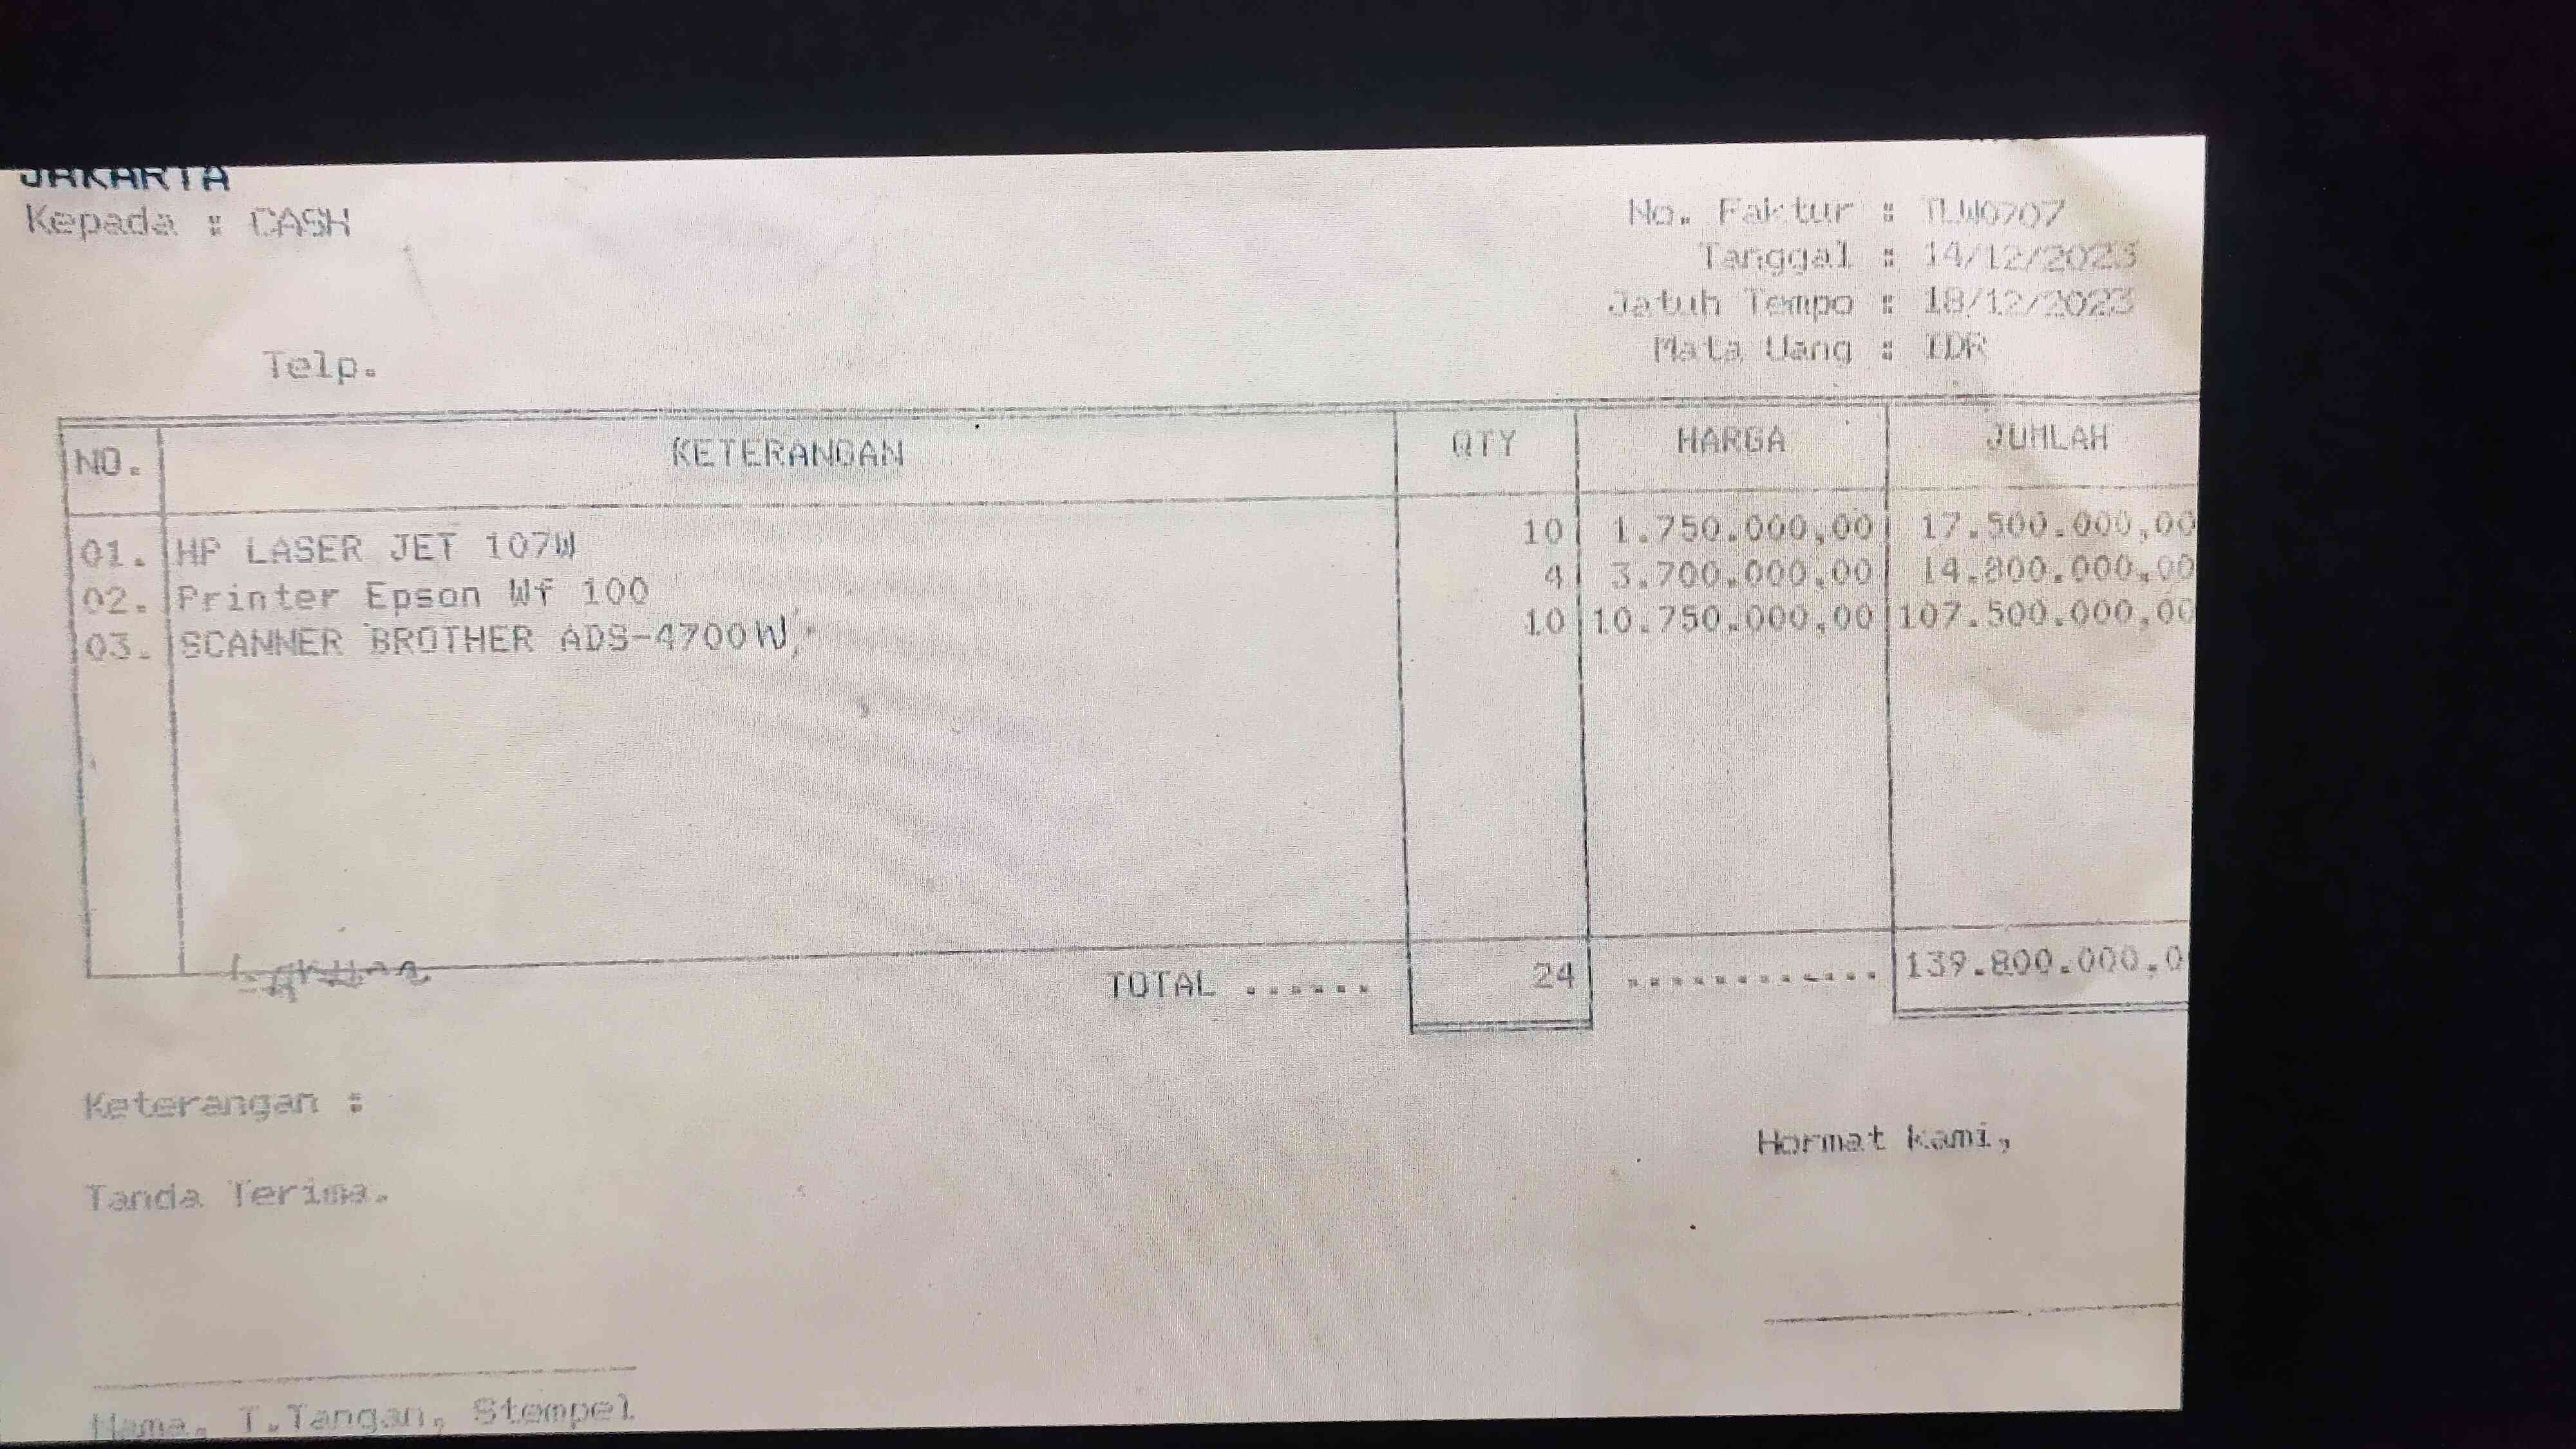 JAKARTA
Kepada : CASH
No. Faktur : TLW0707
Tanggal : 14/12/2023
Jatuh Tempo : 18/12/2023
Mata Uang : IDR
Telp.
NO. KETERANGAN QTY HARGA JUMLAH
01. HP LASER JET 107W 10 1.750.000,00 17.500.000,00
02. Printer Epson Wf 100 4 3.700.000,00 14.800.000,00
03. SCANNER BROTHER ADS-4700W, 10 10.750.000,00 107.500.000,00
TOTAL ...... 24 ............ 139.800.000,0
Keterangan :
Hormat kami,
Tanda Terima.
Nama, T.Tangan, Stempel